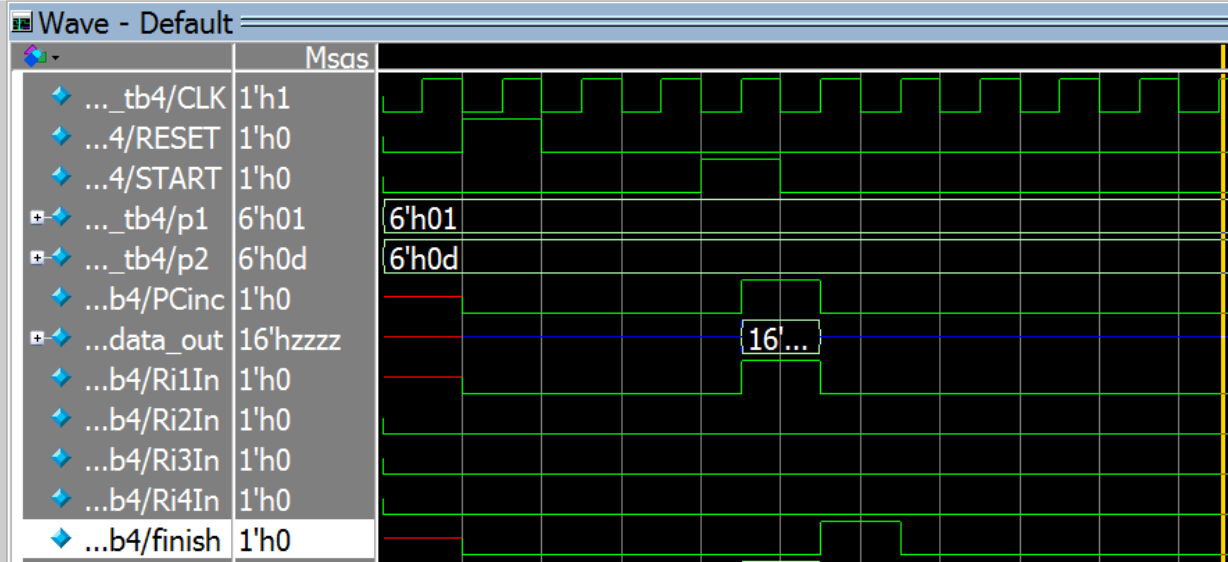 Wave - Default
Msgs
..._tb4/CLK 1'h1
...4/RESET 1'h0
...4/START 1'h0
..._tb4/p1 6'h01 6'h01
..._tb4/p2 6'h0d 6'h0d
...b4/PCinc 1'h0
...data_out 16'hzzzz 16'...
...b4/Ri1In 1'h0
...b4/Ri2In 1'h0
...b4/Ri3In 1'h0
...b4/Ri4In 1'h0
...b4/finish 1'h0